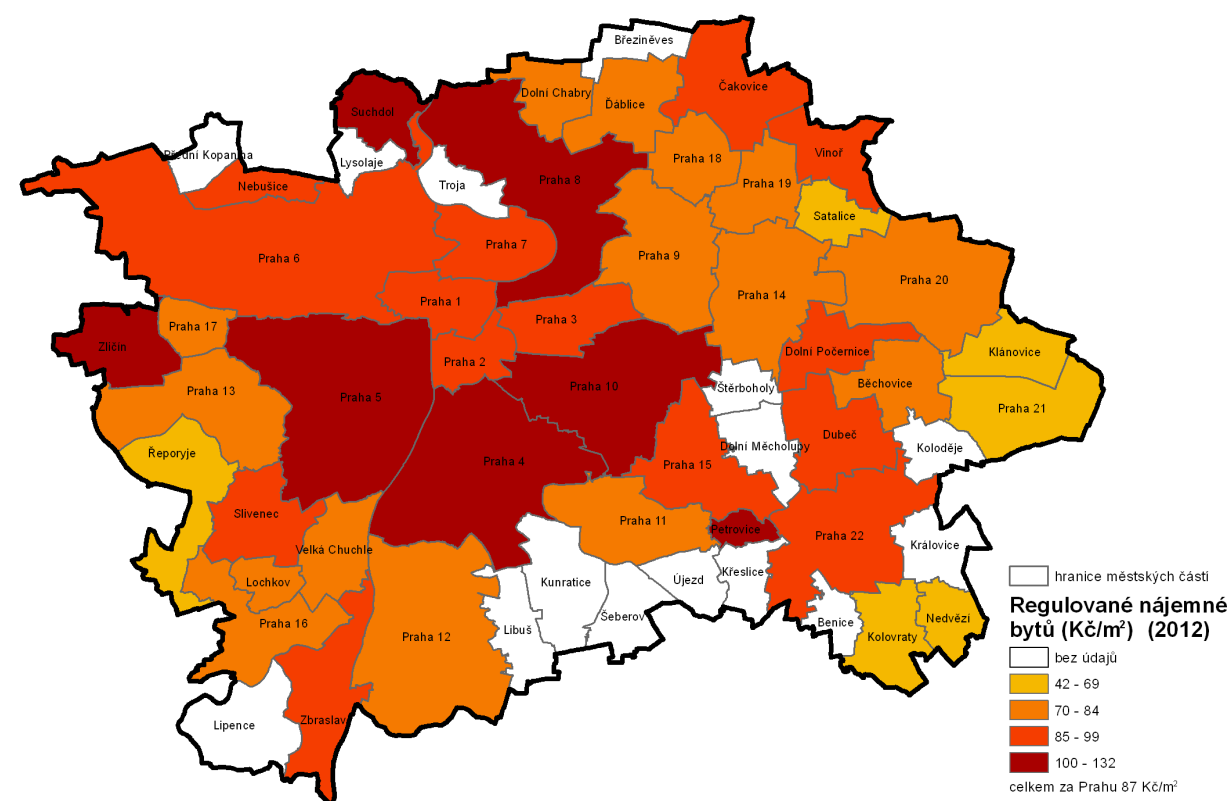 Březiněves
Čakovice
Dolní Chabry
Ďáblice
Suchdol
Přední Kopanina
Lysolaje
Vinoř
Praha 18
Praha 8
Troja
Nebušice
Praha 19
Satalice
Praha 7
Praha 6
Praha 9
Praha 20
Praha 14
Praha 1
Praha 3
Praha 17
Zličín
Dolní Počernice
Klánovice
Praha 2
Praha 13
Praha 10
Štěrboholy
Běchovice
Praha 5
Praha 21
Dubeč
Dolní Měcholupy
Koloděje
Řeporyje
Praha 4
Praha 15
Slivenec
Praha 11
Petrovice
Praha 22
Velká Chuchle
Královice
Lochkov
Kunratice
Újezd
Křeslice
hranice městských části
Praha 16
Praha 12
Libuš
Šeberov
Benice
Kolovraty
Nedvězí
Regulované nájemné
bytů (Kč/m²) (2012)
Lipence
Zbraslav
bez údajů
42 - 69
70 - 84
85 - 99
100 - 132
celkem za Prahu 87 Kč/m²